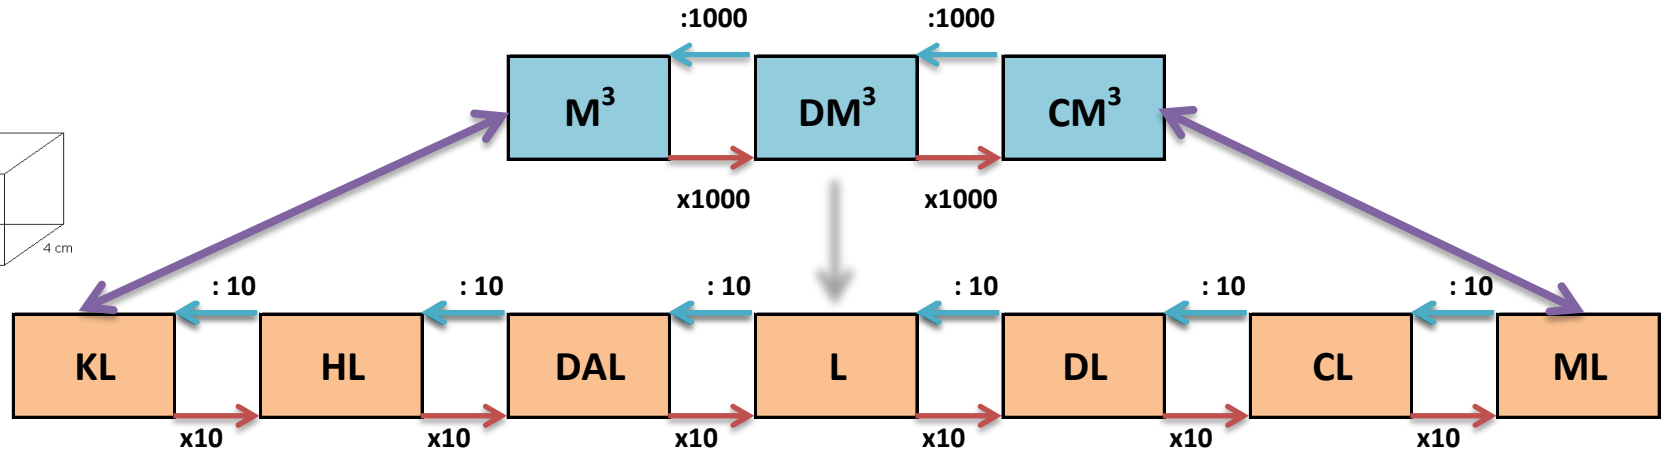 :1000 :1000
M³ DM³ CM³
x1000 x1000
4 cm
: 10 : 10 : 10 : 10 : 10 : 10
KL HL DAL L DL CL ML
x10 x10 x10 x10 x10 x10